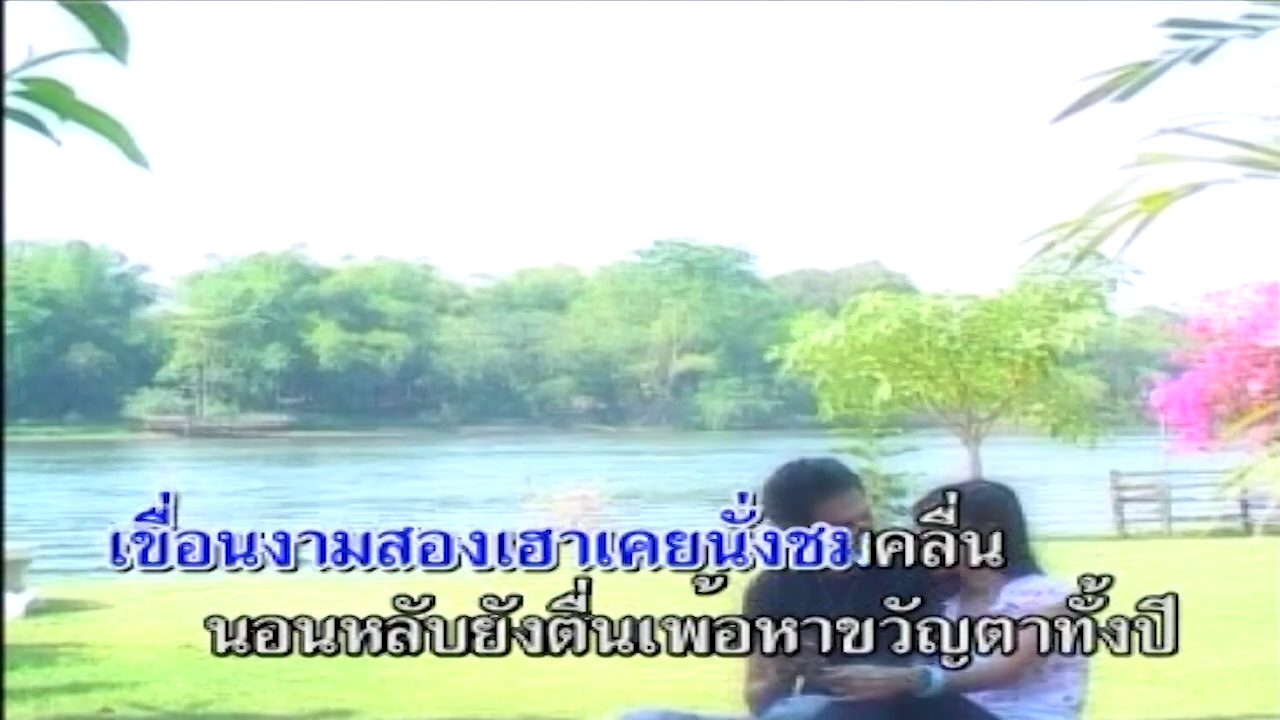 เขื่อนงามสองเฮาเคยนั่งชมคลื่น
นอนหลับยังตื่นเพ้อหาขวัญตาทั้งปี